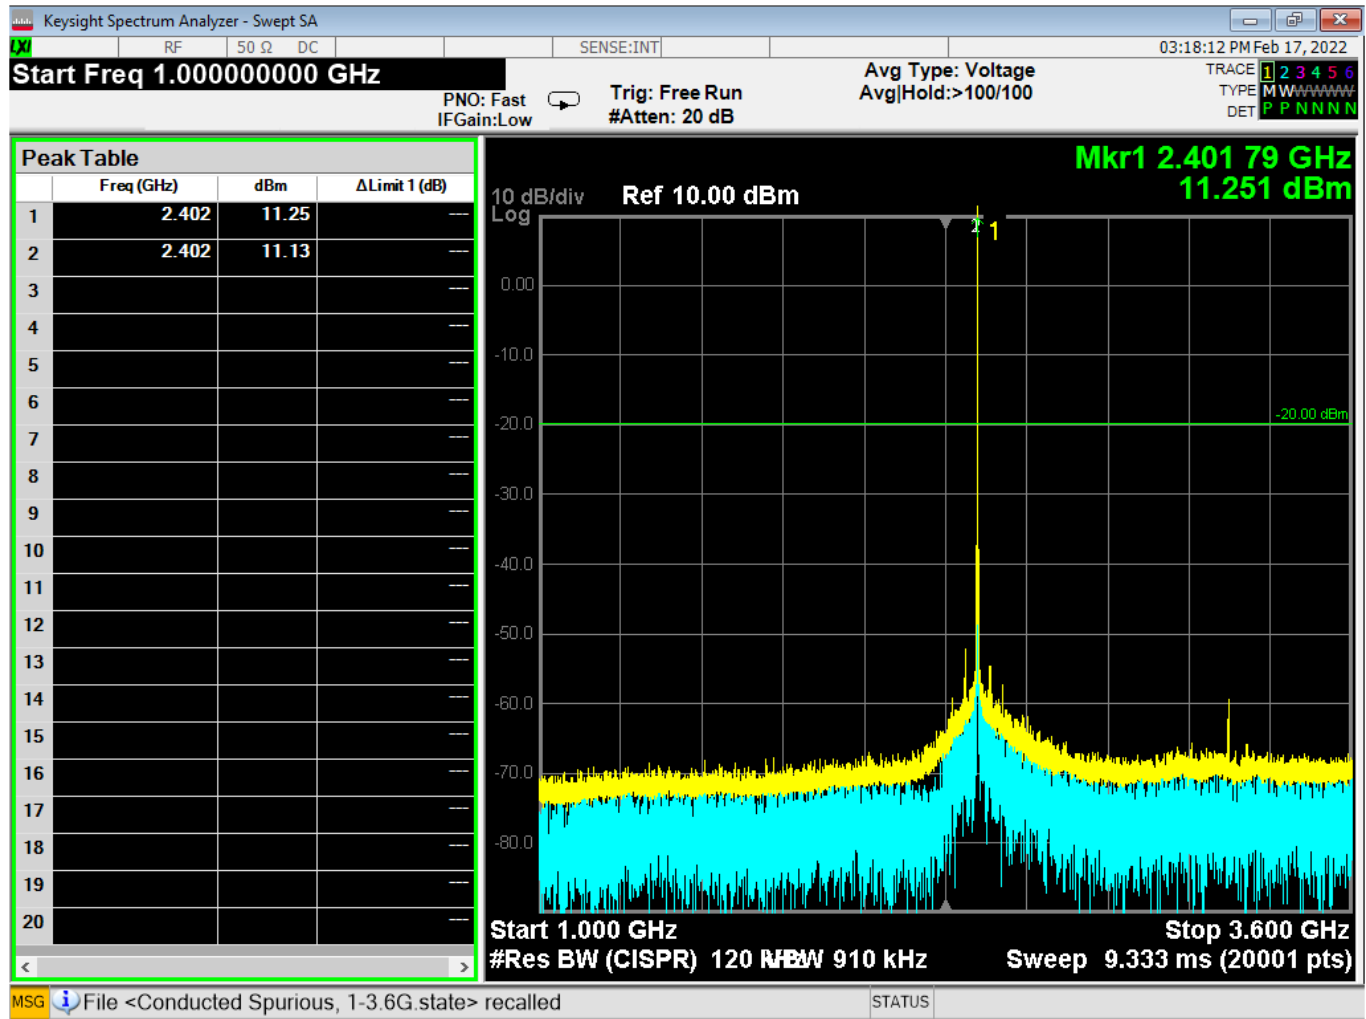 Keysight Spectrum Analyzer - Swept SA
LXI RF 50 Ω DC SENSE:INT 03:18:12 PM Feb 17, 2022
Start Freq 1.000000000 GHz
PNO: Fast
IFGain:Low
Trig: Free Run
#Atten: 20 dB
Avg Type: Voltage
Avg|Hold:>100/100
TRACE 1 2 3 4 5 6
TYPE M W W W W W
DET P P N N N N
Peak Table
Freq (GHz) dBm ΔLimit 1 (dB)
1 2.402 11.25 ---
2 2.402 11.13 ---
3 ---
4 ---
5 ---
6 ---
7 ---
8 ---
9 ---
10 ---
11 ---
12 ---
13 ---
14 ---
15 ---
16 ---
17 ---
18 ---
19 ---
20 ---
Mkr1 2.401 79 GHz
11.251 dBm
10 dB/div Ref 10.00 dBm
Log
2 1
0.00
-10.0
-20.00 dBm
-20.0
-30.0
-40.0
-50.0
-60.0
-70.0
-80.0
Start 1.000 GHz Stop 3.600 GHz
#Res BW (CISPR) 120 kHz VBW 910 kHz Sweep 9.333 ms (20001 pts)
MSG File <Conducted Spurious, 1-3.6G.state> recalled STATUS